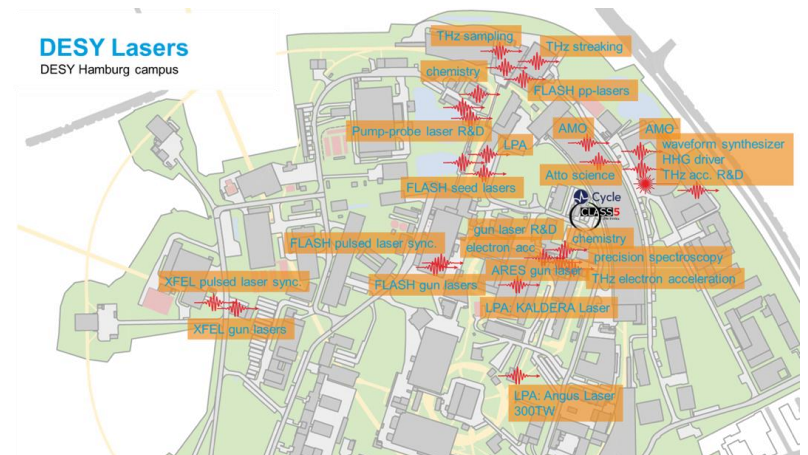 DESY Lasers
DESY Hamburg campus
THz sampling
THz streaking
chemistry
FLASH pp-lasers
Pump-probe laser R&D
AMO
AMO
LPA
waveform synthesizer
HHG driver
THz acc. R&D
Atto science
FLASH seed lasers
Cycle
CLASS5
gun laser R&D
FLASH pulsed laser sync.
electron acc
chemistry
precision spectroscopy
ARES gun laser
THz electron acceleration
XFEL pulsed laser sync.
FLASH gun lasers
LPA: KALDERA Laser
XFEL gun lasers
LPA: Angus Laser
300TW